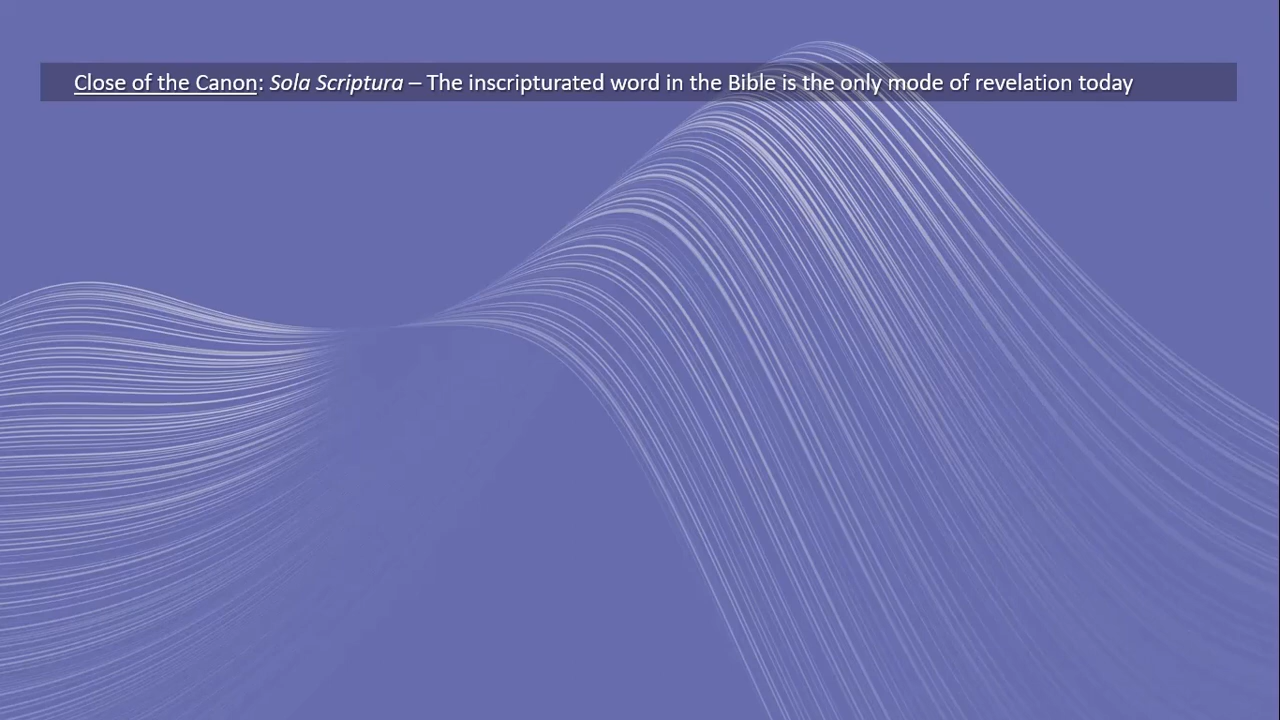 Close of the Canon: Sola Scriptura – The inscripturated word in the Bible is the only mode of revelation today